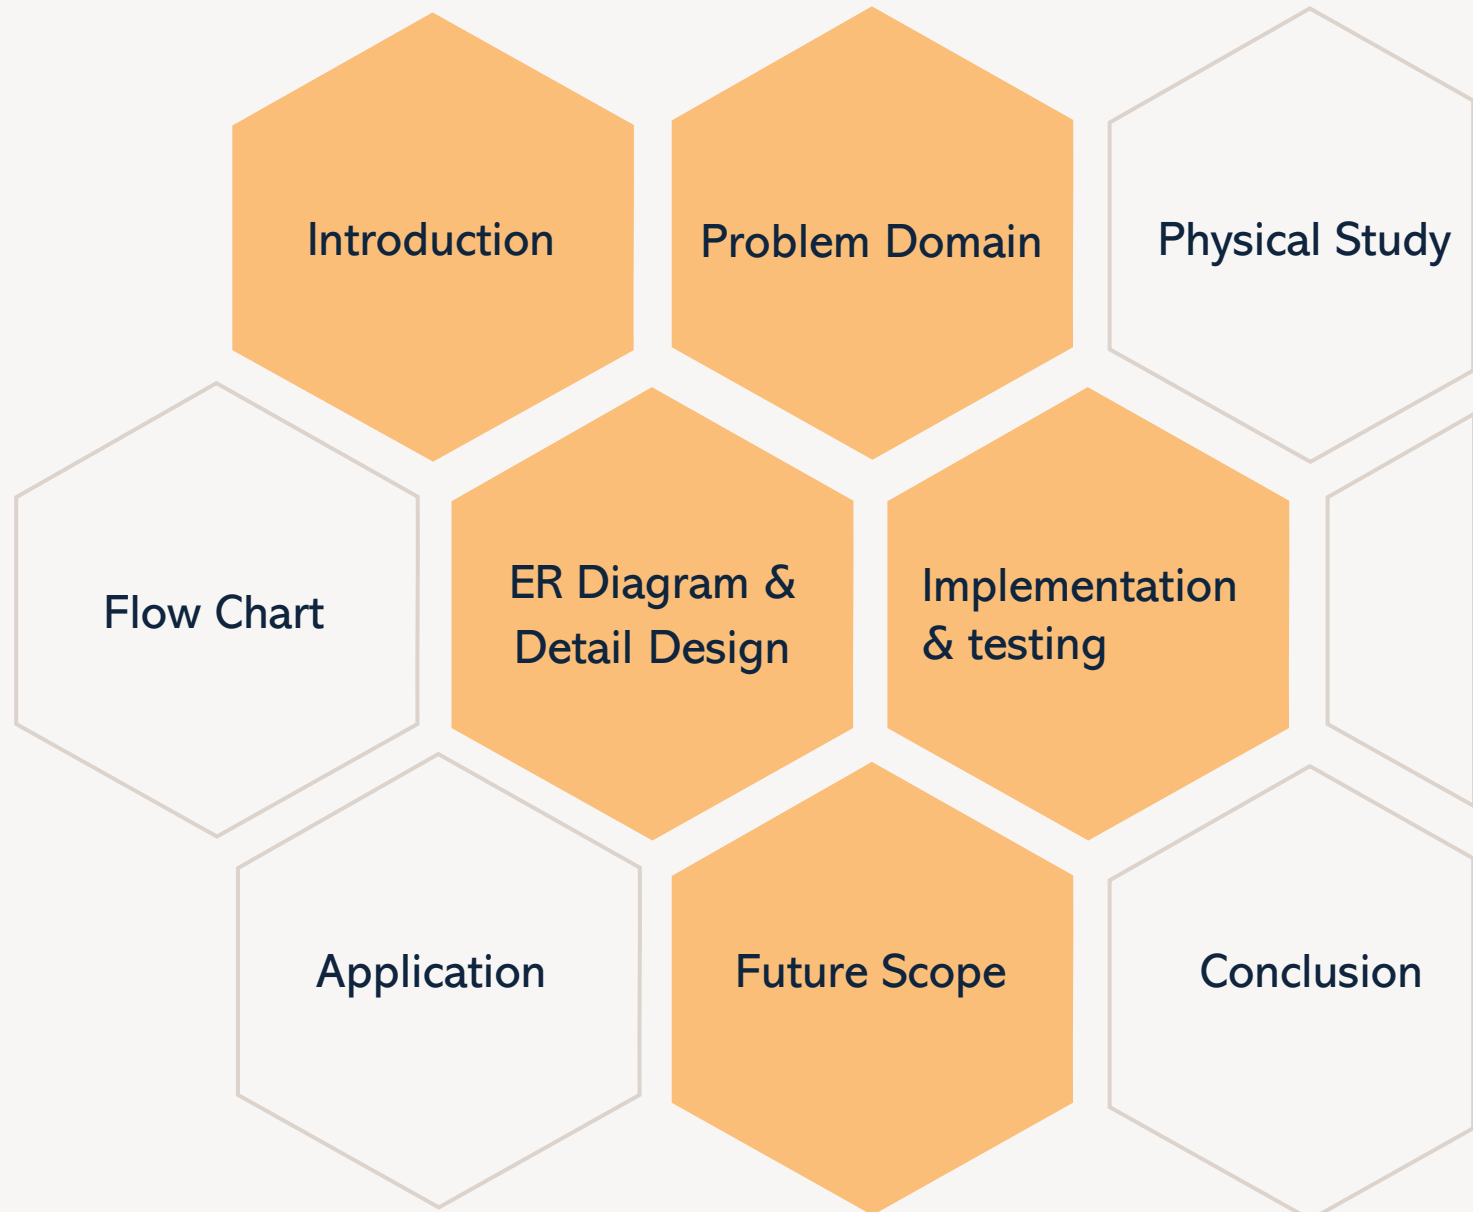 Introduction
Problem Domain
Physical Study
Flow Chart
ER Diagram &
Detail Design
Implementation
& testing
Application
Future Scope
Conclusion